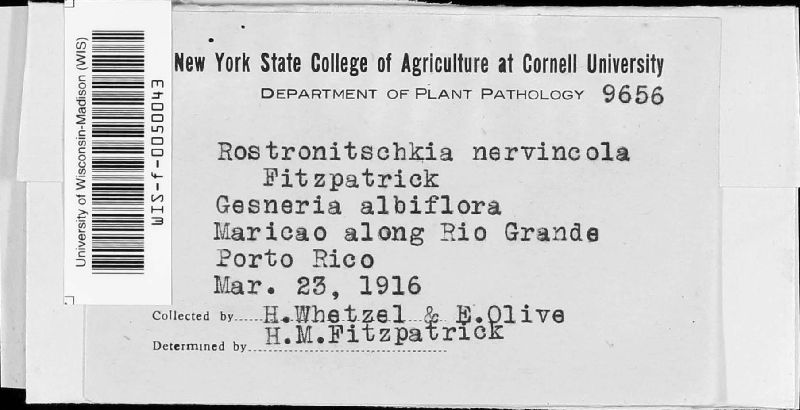 New York State College of Agriculture at Cornell University
DEPARTMENT OF PLANT PATHOLOGY 9656
Rostronitschkia nervincola
Fitzpatrick
Gesneria albiflora
Maricao along Rio Grande
Porto Rico
Mar. 23, 1916
Collected by H.Whetzel & E.Olive
Determined by H.M.Fitzpatrick
University of Wisconsin-Madison (WIS)
WIS-f-0050043